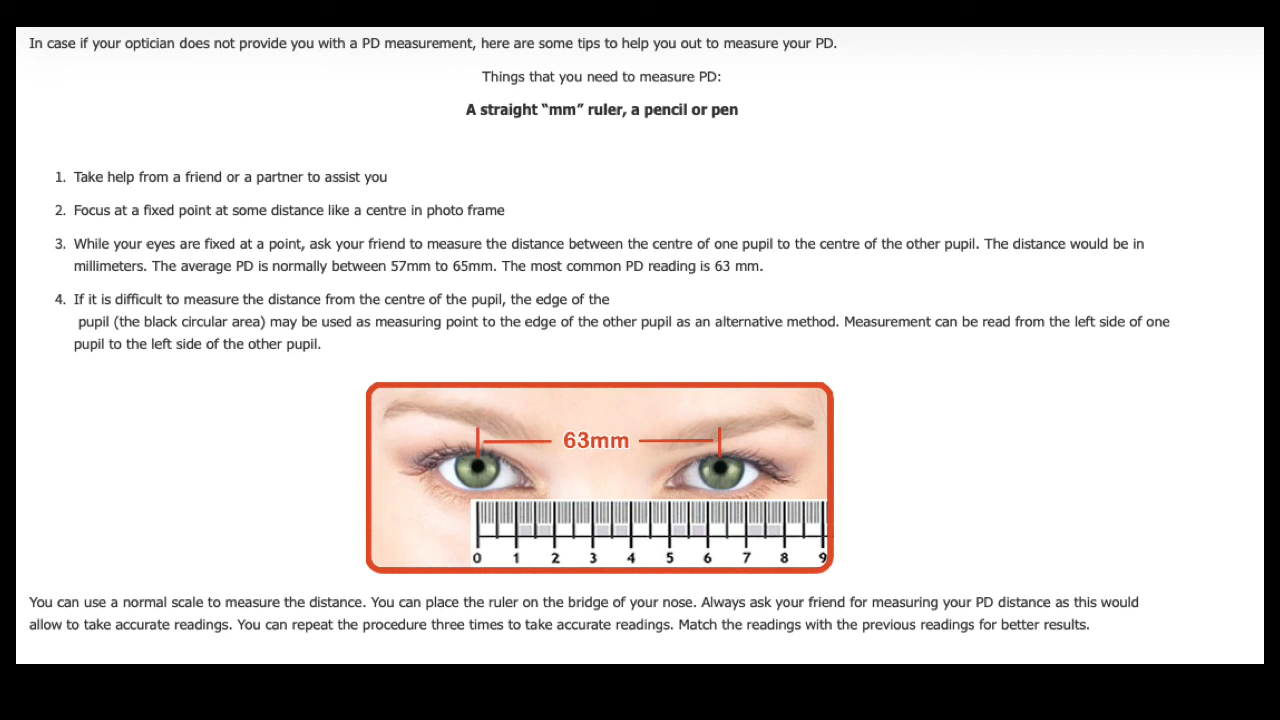 In case if your optician does not provide you with a PD measurement, here are some tips to help you out to measure your PD.
Things that you need to measure PD:
A straight “mm” ruler, a pencil or pen
1. Take help from a friend or a partner to assist you
2. Focus at a fixed point at some distance like a centre in photo frame
3. While your eyes are fixed at a point, ask your friend to measure the distance between the centre of one pupil to the centre of the other pupil. The distance would be in
millimeters. The average PD is normally between 57mm to 65mm. The most common PD reading is 63 mm.
4. If it is difficult to measure the distance from the centre of the pupil, the edge of the
pupil (the black circular area) may be used as measuring point to the edge of the other pupil as an alternative method. Measurement can be read from the left side of one
pupil to the left side of the other pupil.
63mm
0 1 2 3 4 5 6 7 8 9
You can use a normal scale to measure the distance. You can place the ruler on the bridge of your nose. Always ask your friend for measuring your PD distance as this would
allow to take accurate readings. You can repeat the procedure three times to take accurate readings. Match the readings with the previous readings for better results.